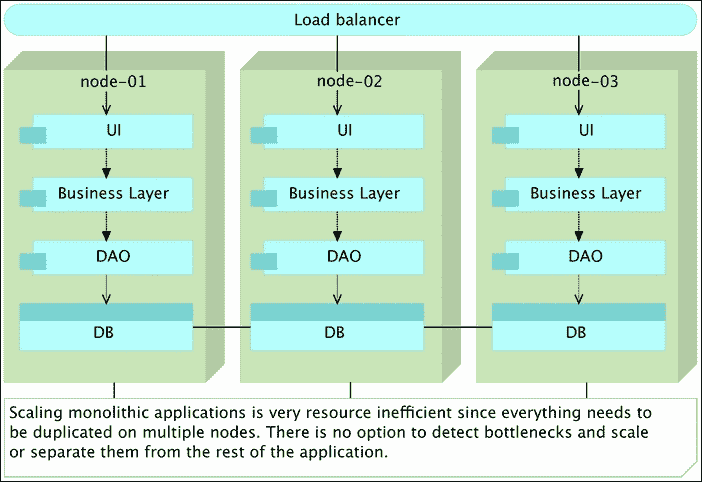 Load balancer
node-01
node-02
node-03
UI
UI
UI
Business Layer
Business Layer
Business Layer
DAO
DAO
DAO
DB
DB
DB
Scaling monolithic applications is very resource inefficient since everything needs to
be duplicated on multiple nodes. There is no option to detect bottlenecks and scale
or separate them from the rest of the application.